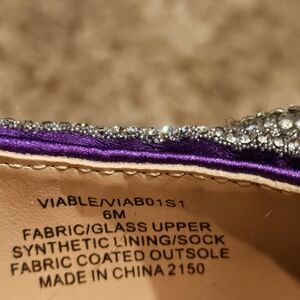 VIABLE/VIAB01S1
6M
FABRIC/GLASS UPPER
SYNTHETIC LINING/SOCK
FABRIC COATED OUTSOLE
MADE IN CHINA 2150